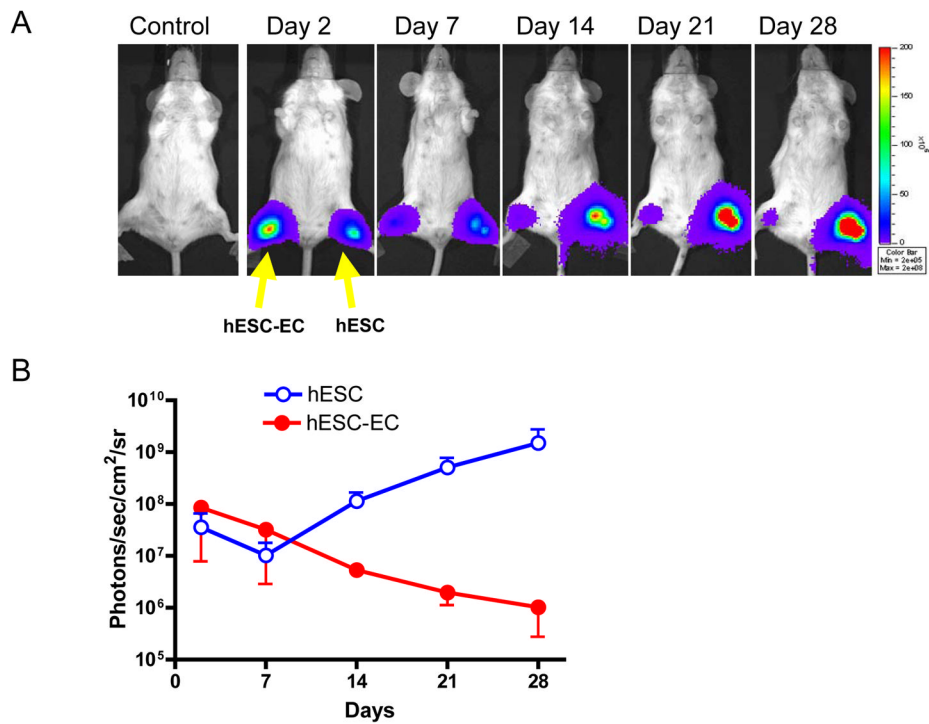 A
Control Day 2 Day 7 Day 14 Day 21 Day 28
200
150
100
50
0
×10⁶
Color Bar
Min = 2e+05
Max = 2e+08
hESC-EC hESC
B
hESC
hESC-EC
Photons/sec/cm²/sr
10¹⁰
10⁹
10⁸
10⁷
10⁶
10⁵
0 7 14 21 28
Days